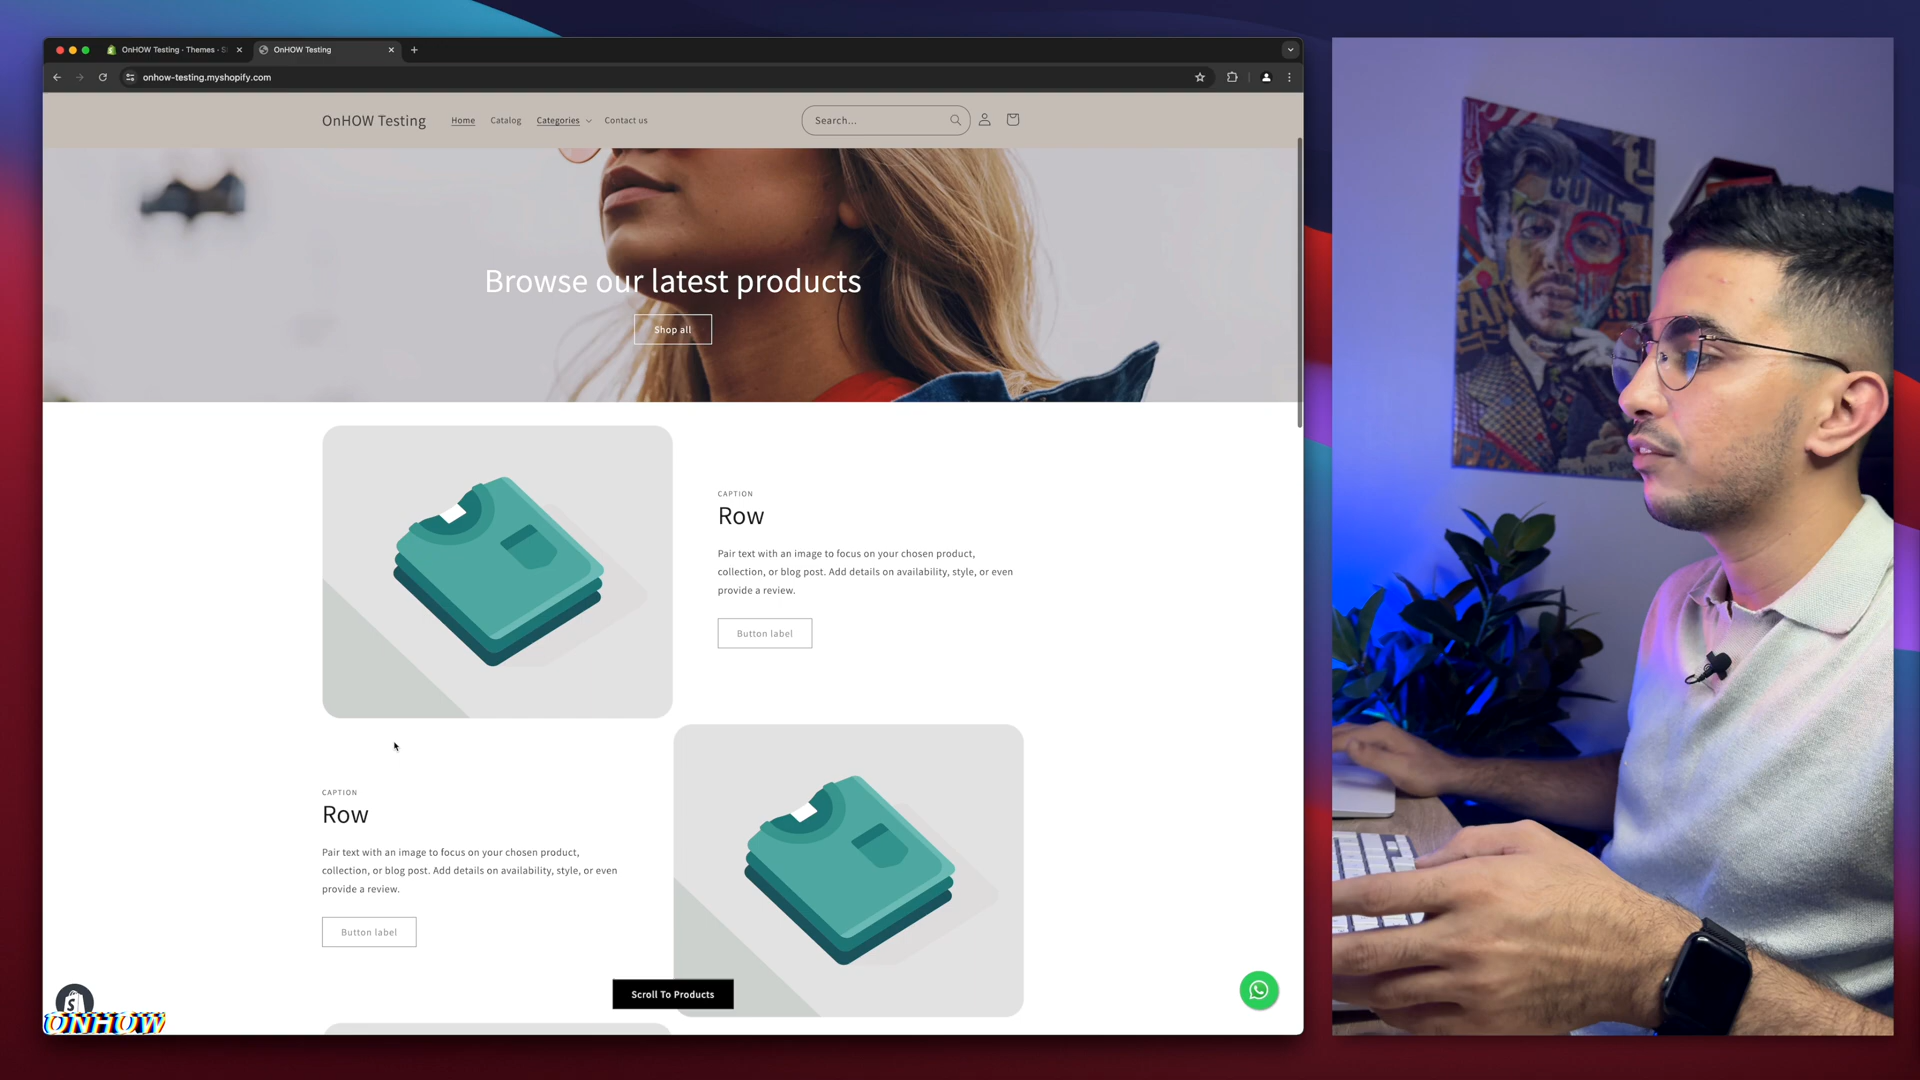 OnHOW Testing · Themes · S
OnHOW Testing
onhow-testing.myshopify.com
OnHOW Testing
Home
Catalog
Categories
Contact us
Search...
Browse our latest products
Shop all
CAPTION
Row
Pair text with an image to focus on your chosen product,
collection, or blog post. Add details on availability, style, or even
provide a review.
Button label
CAPTION
Row
Pair text with an image to focus on your chosen product,
collection, or blog post. Add details on availability, style, or even
provide a review.
Button label
Scroll To Products
ONHOW